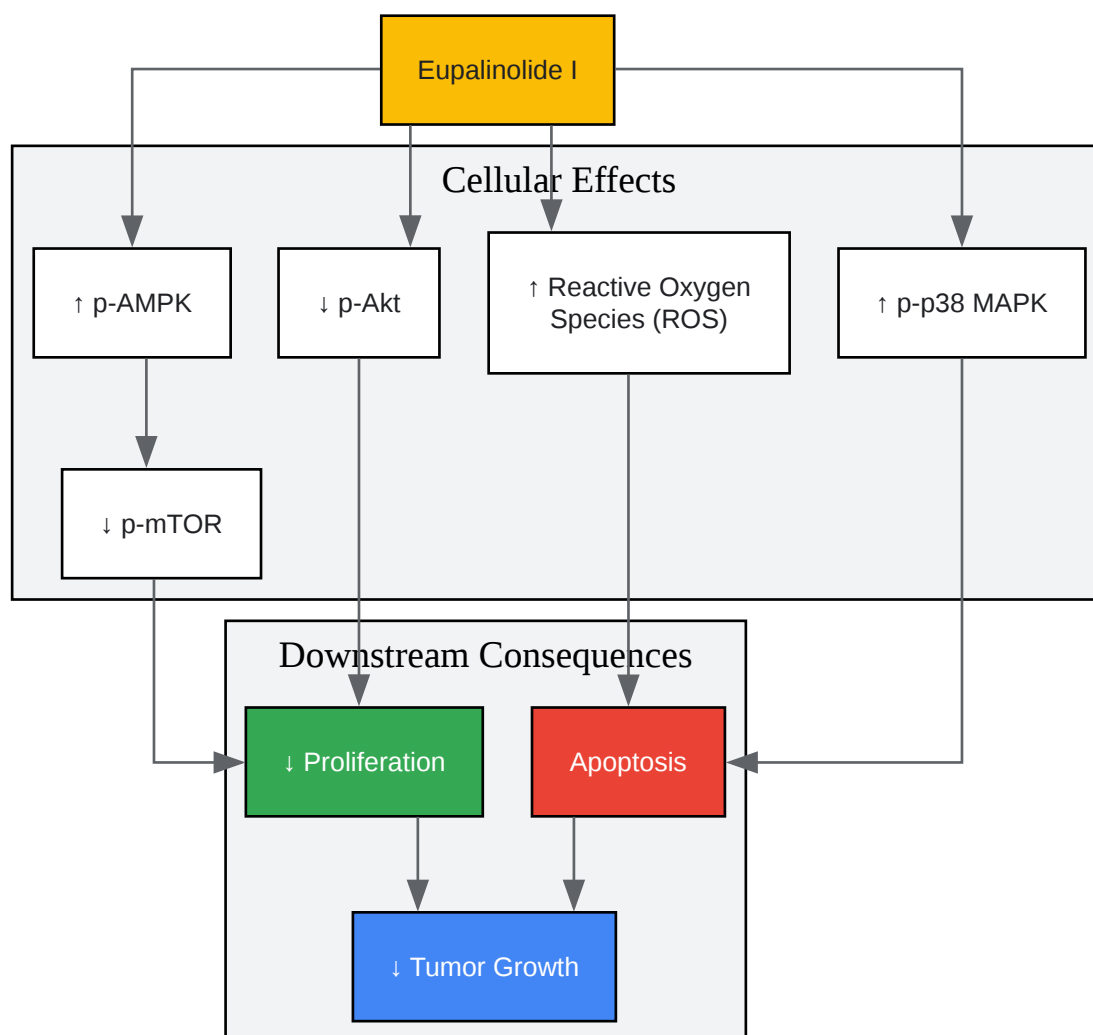 Eupalinolide I
Cellular Effects
↑ p-AMPK
↓ p-Akt
↑ Reactive Oxygen
Species (ROS)
↑ p-p38 MAPK
↓ p-mTOR
Downstream Consequences
↓ Proliferation
Apoptosis
↓ Tumor Growth